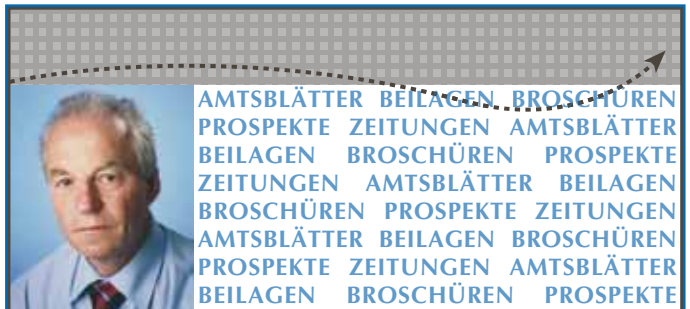 AMTSBLÄTTER BEILAGEN BROSCHÜREN
PROSPEKTE ZEITUNGEN AMTSBLÄTTER
BEILAGEN BROSCHÜREN PROSPEKTE
ZEITUNGEN AMTSBLÄTTER BEILAGEN
BROSCHÜREN PROSPEKTE ZEITUNGEN
AMTSBLÄTTER BEILAGEN BROSCHÜREN
PROSPEKTE ZEITUNGEN AMTSBLÄTTER
BEILAGEN BROSCHÜREN PROSPEKTE